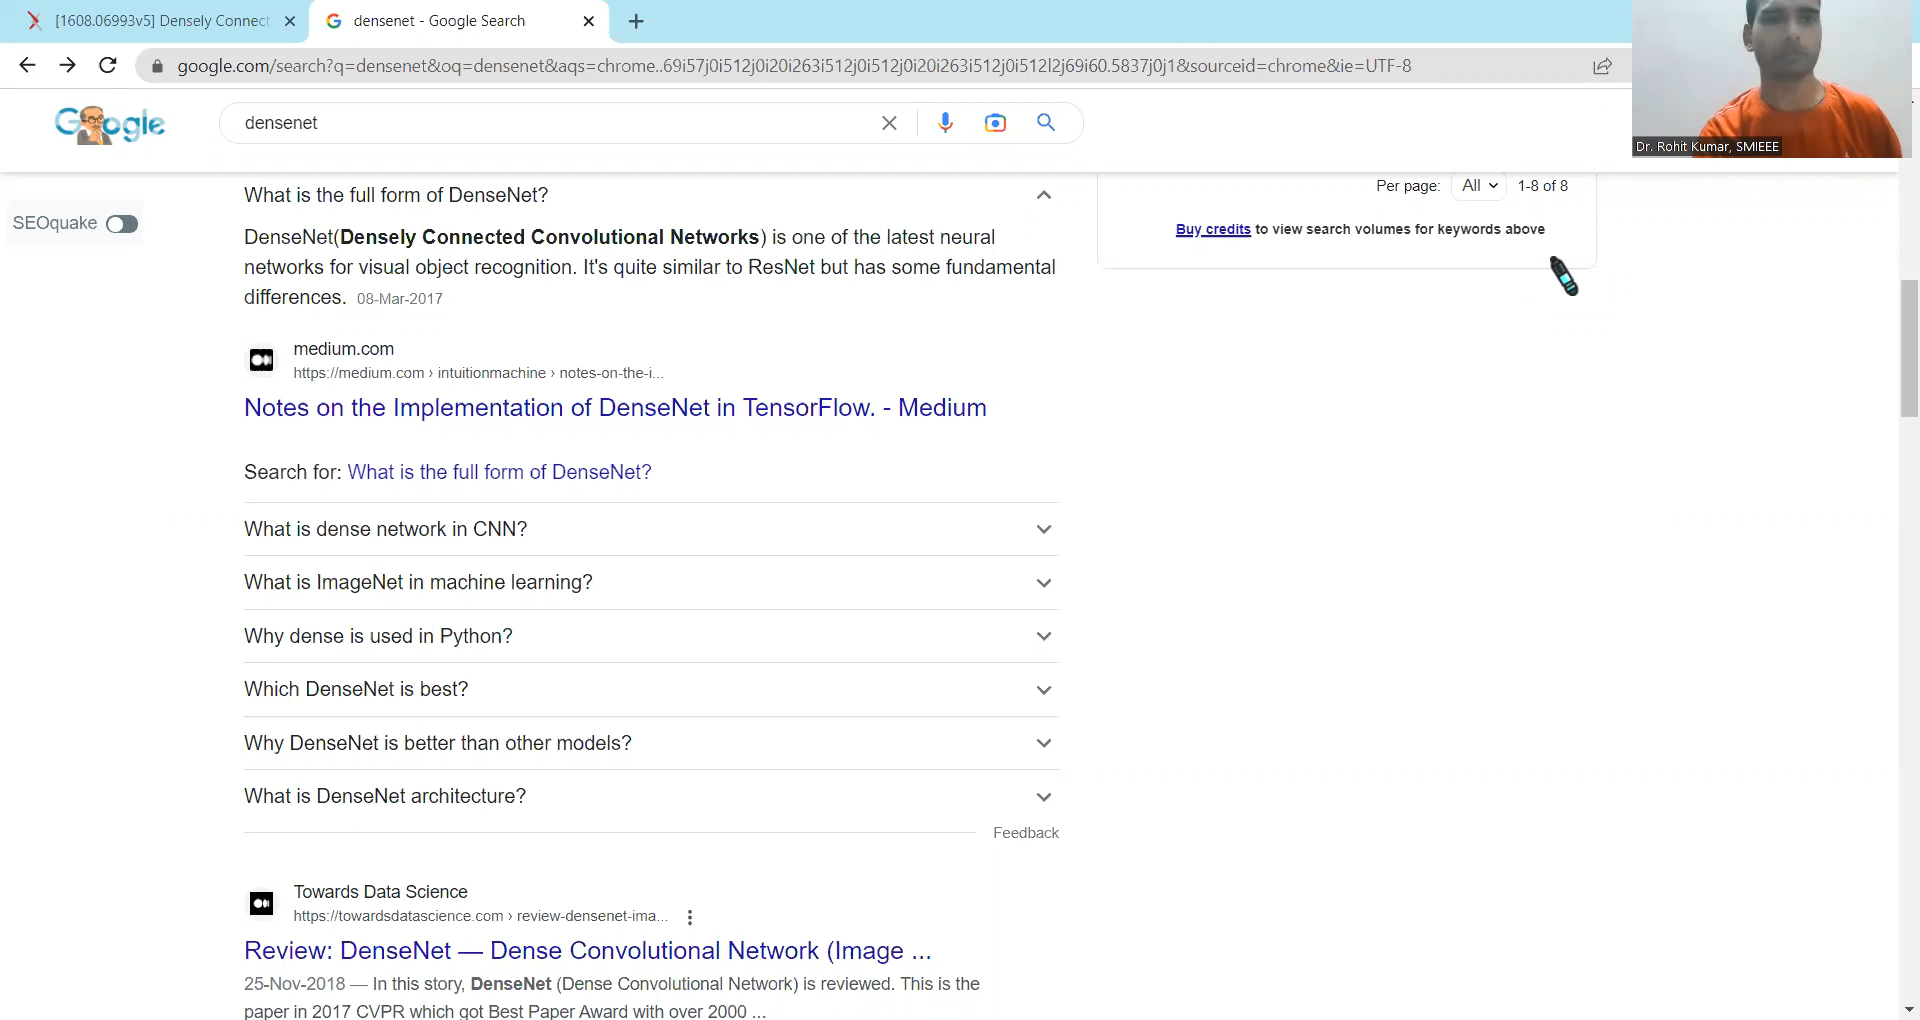 [1608.06993v5] Densely Connect
densenet - Google Search
google.com/search?q=densenet&oq=densenet&aqs=chrome..69i57j0i512j0i20i263i512j0i512j0i20i263i512j0i512l2j69i60.5837j0j1&sourceid=chrome&ie=UTF-8
Dr. Rohit Kumar, SMIEEE
Google
densenet
Per page: All 1-8 of 8
Buy credits to view search volumes for keywords above
SEOquake
What is the full form of DenseNet?
DenseNet(Densely Connected Convolutional Networks) is one of the latest neural
networks for visual object recognition. It's quite similar to ResNet but has some fundamental
differences. 08-Mar-2017
medium.com
https://medium.com › intuitionmachine › notes-on-the-i...
Notes on the Implementation of DenseNet in TensorFlow. - Medium
Search for: What is the full form of DenseNet?
What is dense network in CNN?
What is ImageNet in machine learning?
Why dense is used in Python?
Which DenseNet is best?
Why DenseNet is better than other models?
What is DenseNet architecture?
Feedback
Towards Data Science
https://towardsdatascience.com › review-densenet-ima...
Review: DenseNet — Dense Convolutional Network (Image ...
25-Nov-2018 — In this story, DenseNet (Dense Convolutional Network) is reviewed. This is the
paper in 2017 CVPR which got Best Paper Award with over 2000 ...